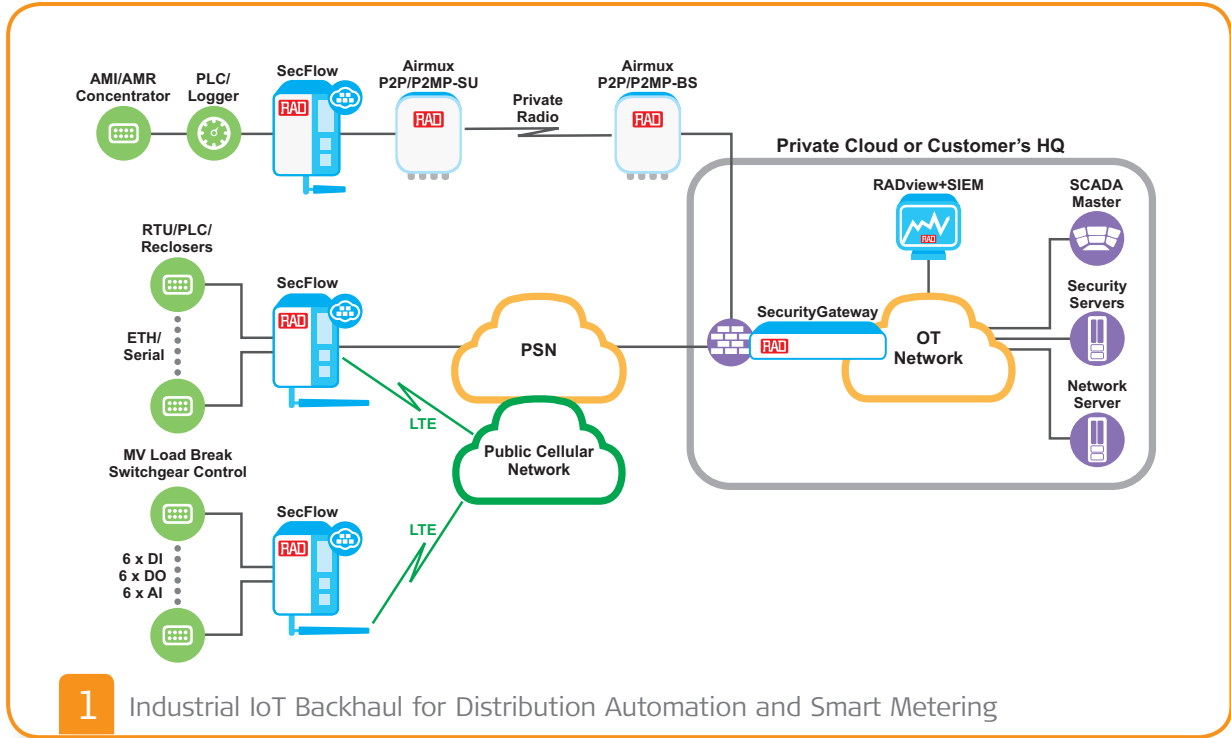 AMI/AMR
Concentrator
PLC/
Logger
SecFlow
RAD
Airmux
P2P/P2MP-SU
RAD
Private
Radio
Airmux
P2P/P2MP-BS
RAD
Private Cloud or Customer's HQ
RADview+SIEM
RAD
SCADA
Master
Security
Servers
Network
Server
SecurityGateway
RAD
OT
Network
RTU/PLC/
Reclosers
ETH/
Serial
SecFlow
RAD
PSN
LTE
Public Cellular
Network
LTE
MV Load Break
Switchgear Control
6 x DI
6 x DO
6 x AI
SecFlow
RAD
1 Industrial IoT Backhaul for Distribution Automation and Smart Metering